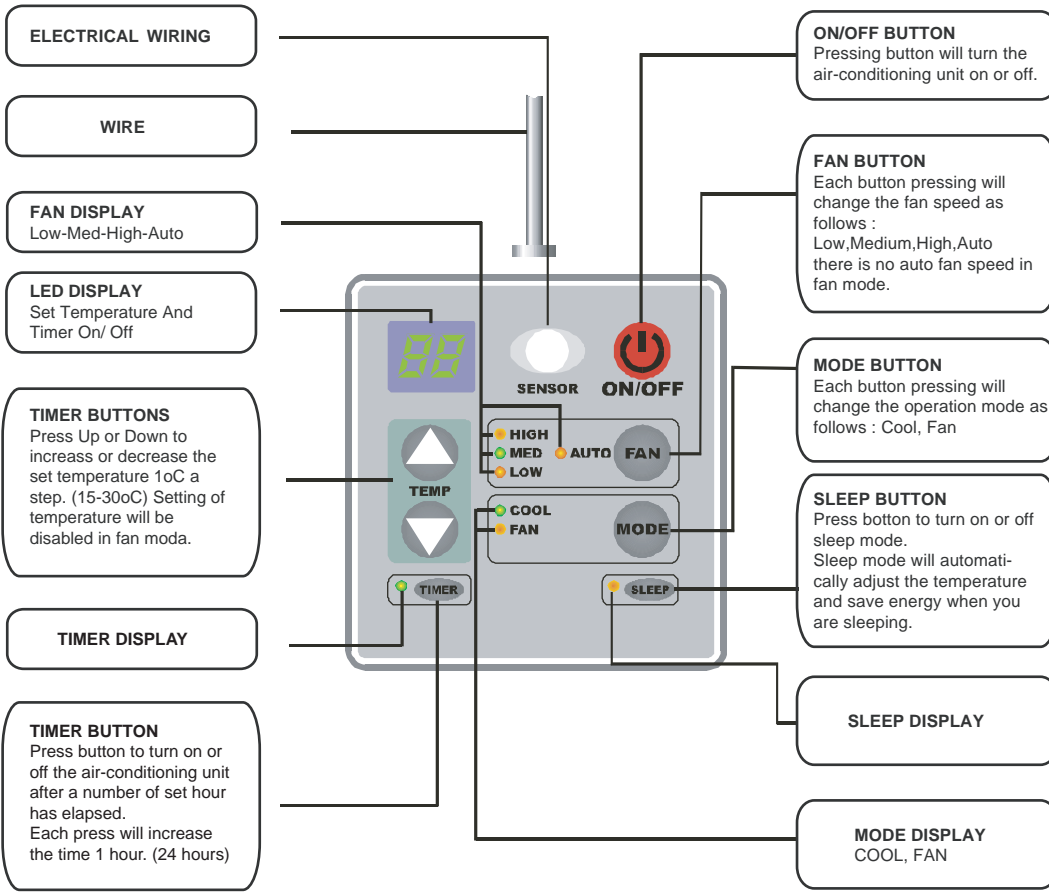 ELECTRICAL WIRING
WIRE
FAN DISPLAY
Low-Med-High-Auto
LED DISPLAY
Set Temperature And
Timer On/ Off
TIMER BUTTONS
Press Up or Down to
increass or decrease the
set temperature 1oC a
step. (15-30oC) Setting of
temperature will be
disabled in fan moda.
TIMER DISPLAY
TIMER BUTTON
Press button to turn on or
off the air-conditioning unit
after a number of set hour
has elapsed.
Each press will increase
the time 1 hour. (24 hours)
88
SENSOR
ON/OFF
HIGH
MED
AUTO
FAN
LOW
TEMP
COOL
FAN
MODE
TIMER
SLEEP
ON/OFF BUTTON
Pressing button will turn the
air-conditioning unit on or off.
FAN BUTTON
Each button pressing will
change the fan speed as
follows :
Low,Medium,High,Auto
there is no auto fan speed in
fan mode.
MODE BUTTON
Each button pressing will
change the operation mode as
follows : Cool, Fan
SLEEP BUTTON
Press botton to turn on or off
sleep mode.
Sleep mode will automati-
cally adjust the temperature
and save energy when you
are sleeping.
SLEEP DISPLAY
MODE DISPLAY
COOL, FAN